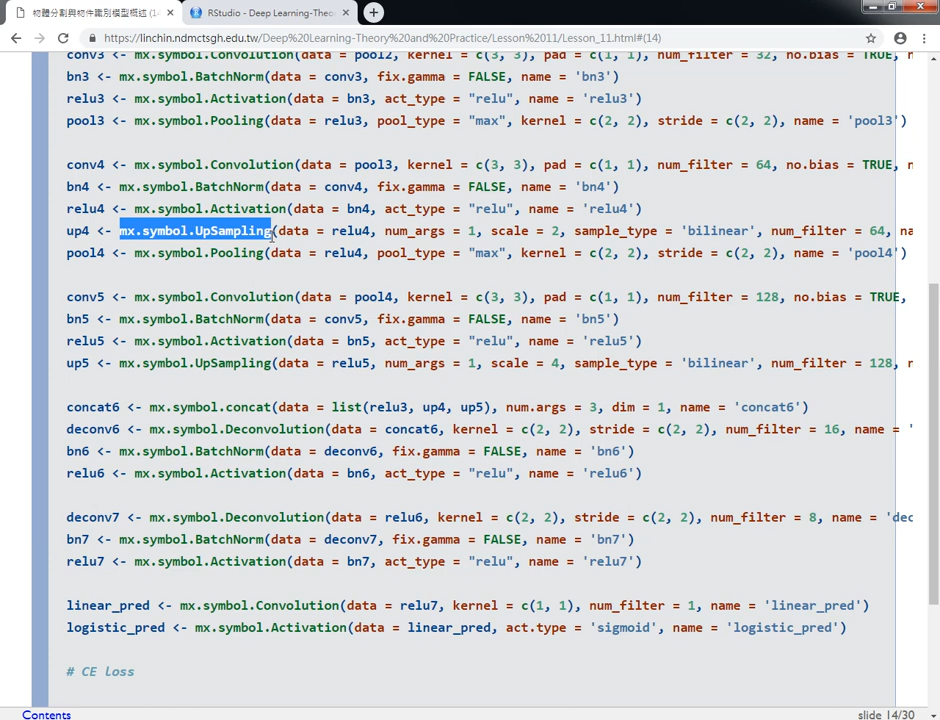 物體分割與物件識別模型概述 (14
RStudio - Deep Learning-Theo
https://linchin.ndmctsgh.edu.tw/Deep%20Learning-Theory%20and%20Practice/Lesson%2011/Lesson_11.html#(14)
conv3 <- mx.symbol.Convolution(data = pool2, kernel = c(3, 3), pad = c(1, 1), num_filter = 32, no.bias = TRUE, n
bn3 <- mx.symbol.BatchNorm(data = conv3, fix.gamma = FALSE, name = 'bn3')
relu3 <- mx.symbol.Activation(data = bn3, act_type = "relu", name = 'relu3')
pool3 <- mx.symbol.Pooling(data = relu3, pool_type = "max", kernel = c(2, 2), stride = c(2, 2), name = 'pool3')
conv4 <- mx.symbol.Convolution(data = pool3, kernel = c(3, 3), pad = c(1, 1), num_filter = 64, no.bias = TRUE, n
bn4 <- mx.symbol.BatchNorm(data = conv4, fix.gamma = FALSE, name = 'bn4')
relu4 <- mx.symbol.Activation(data = bn4, act_type = "relu", name = 'relu4')
up4 <- mx.symbol.UpSampling(data = relu4, num_args = 1, scale = 2, sample_type = 'bilinear', num_filter = 64, na
pool4 <- mx.symbol.Pooling(data = relu4, pool_type = "max", kernel = c(2, 2), stride = c(2, 2), name = 'pool4')
conv5 <- mx.symbol.Convolution(data = pool4, kernel = c(3, 3), pad = c(1, 1), num_filter = 128, no.bias = TRUE,
bn5 <- mx.symbol.BatchNorm(data = conv5, fix.gamma = FALSE, name = 'bn5')
relu5 <- mx.symbol.Activation(data = bn5, act_type = "relu", name = 'relu5')
up5 <- mx.symbol.UpSampling(data = relu5, num_args = 1, scale = 4, sample_type = 'bilinear', num_filter = 128, n
concat6 <- mx.symbol.concat(data = list(relu3, up4, up5), num.args = 3, dim = 1, name = 'concat6')
deconv6 <- mx.symbol.Deconvolution(data = concat6, kernel = c(2, 2), stride = c(2, 2), num_filter = 16, name = '
bn6 <- mx.symbol.BatchNorm(data = deconv6, fix.gamma = FALSE, name = 'bn6')
relu6 <- mx.symbol.Activation(data = bn6, act_type = "relu", name = 'relu6')
deconv7 <- mx.symbol.Deconvolution(data = relu6, kernel = c(2, 2), stride = c(2, 2), num_filter = 8, name = 'dec
bn7 <- mx.symbol.BatchNorm(data = deconv7, fix.gamma = FALSE, name = 'bn7')
relu7 <- mx.symbol.Activation(data = bn7, act_type = "relu", name = 'relu7')
linear_pred <- mx.symbol.Convolution(data = relu7, kernel = c(1, 1), num_filter = 1, name = 'linear_pred')
logistic_pred <- mx.symbol.Activation(data = linear_pred, act.type = 'sigmoid', name = 'logistic_pred')
# CE loss
Contents
slide 14/30